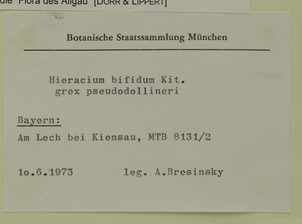 die "Flora des Allgäu" [DÖRR & LIPPERT]
Botanische Staatssammlung München
Hieracium bifidum Kit.
grex pseudodollineri
Bayern:
Am Lech bei Kiensau, MTB 8131/2
1o.6.1973 leg. A.Bresinsky